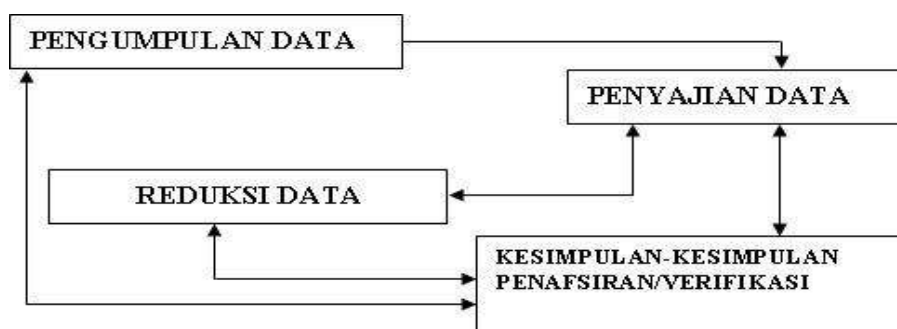 PENGUMPULAN DATA
PENYAJIAN DATA
REDUKSI DATA
KESIMPULAN-KESIMPULAN
PENAFSIRAN/VERIFIKASI